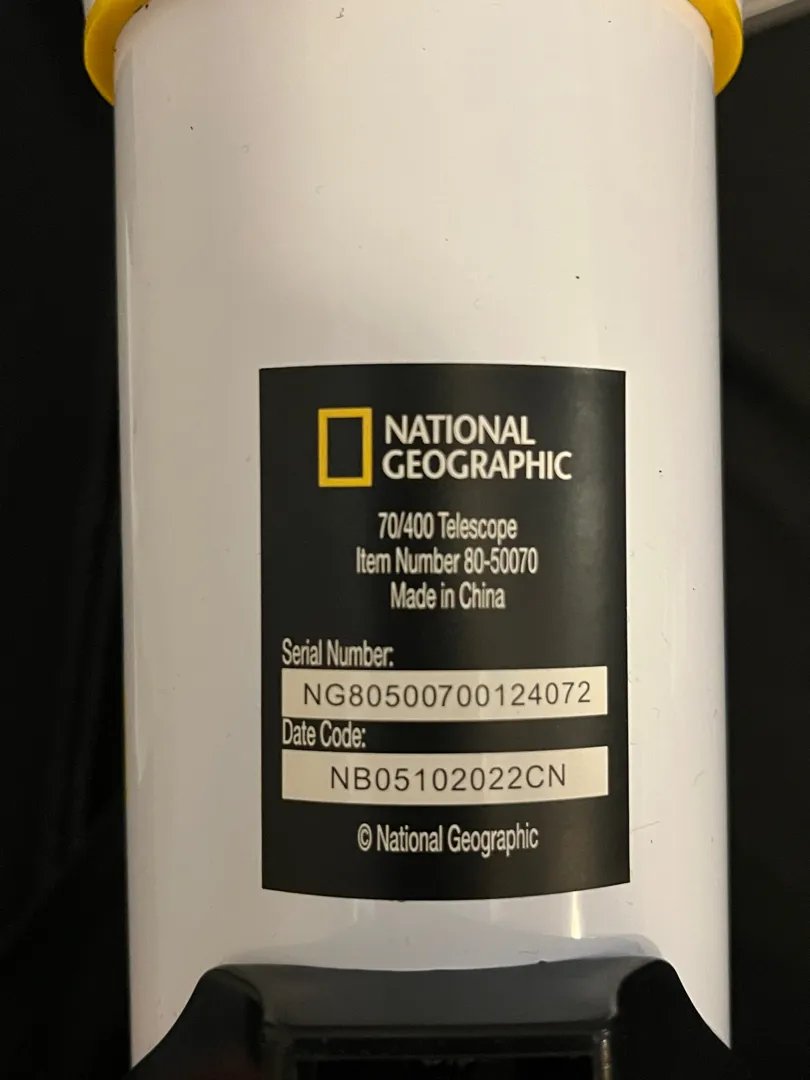 NATIONAL
GEOGRAPHIC
70/400 Telescope
Item Number 80-50070
Made in China
Serial Number:
NG80500700124072
Date Code:
NB05102022CN
© National Geographic